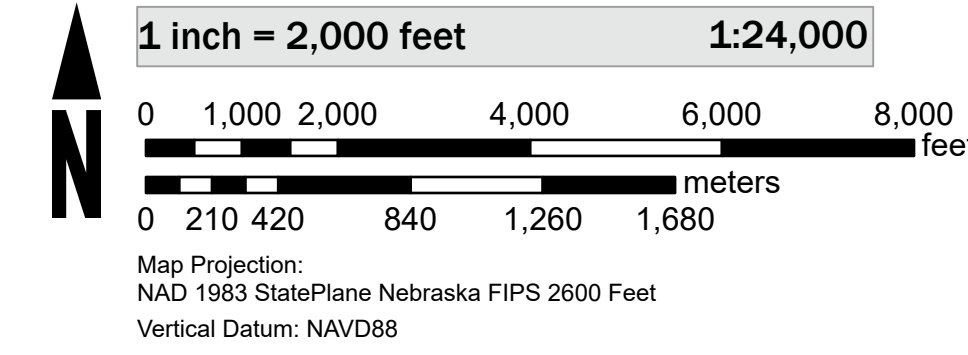 N
1 inch = 2,000 feet 1:24,000
0 1,000 2,000 4,000 6,000 8,000
feet
meters
0 210 420 840 1,260 1,680
Map Projection:
NAD 1983 StatePlane Nebraska FIPS 2600 Feet
Vertical Datum: NAVD88